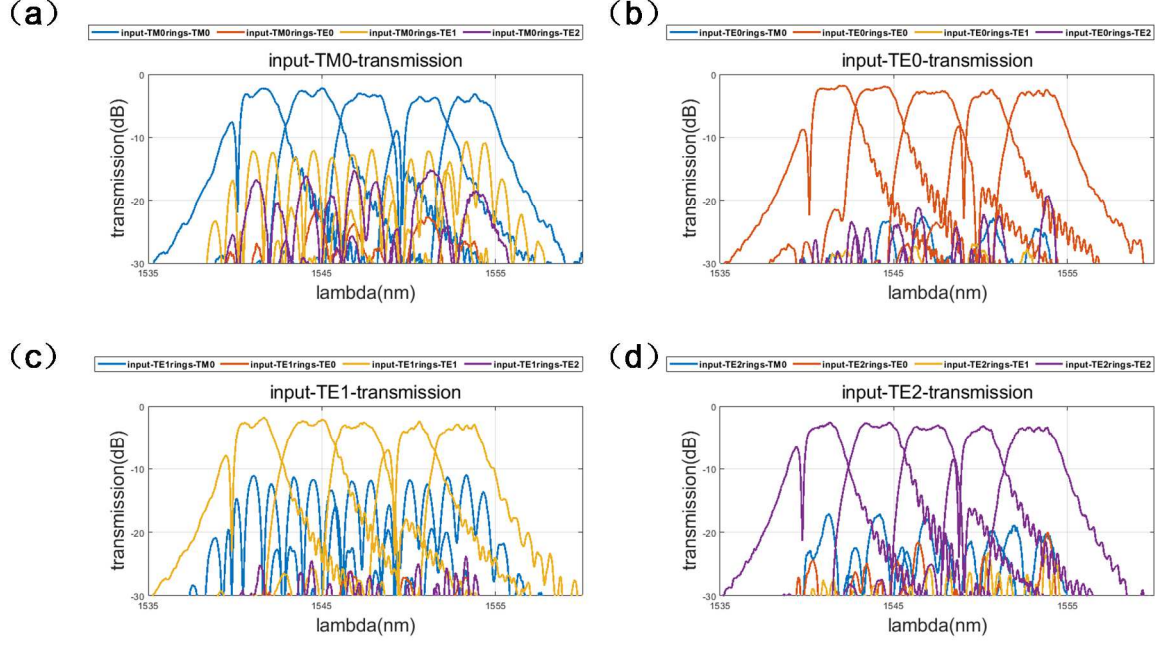 (a)
input-TM0rings-TM0 input-TM0rings-TE0 input-TM0rings-TE1 input-TM0rings-TE2
input-TM0-transmission
transmission(dB)
0
-10
-20
-30
1535 1545 1555
lambda(nm)
(b)
input-TE0rings-TM0 input-TE0rings-TE0 input-TE0rings-TE1 input-TE0rings-TE2
input-TE0-transmission
transmission(dB)
0
-10
-20
-30
1535 1545 1555
lambda(nm)
(c)
input-TE1rings-TM0 input-TE1rings-TE0 input-TE1rings-TE1 input-TE1rings-TE2
input-TE1-transmission
transmission(dB)
0
-10
-20
-30
1535 1545 1555
lambda(nm)
(d)
input-TE2rings-TM0 input-TE2rings-TE0 input-TE2rings-TE1 input-TE2rings-TE2
input-TE2-transmission
transmission(dB)
0
-10
-20
-30
1535 1545 1555
lambda(nm)